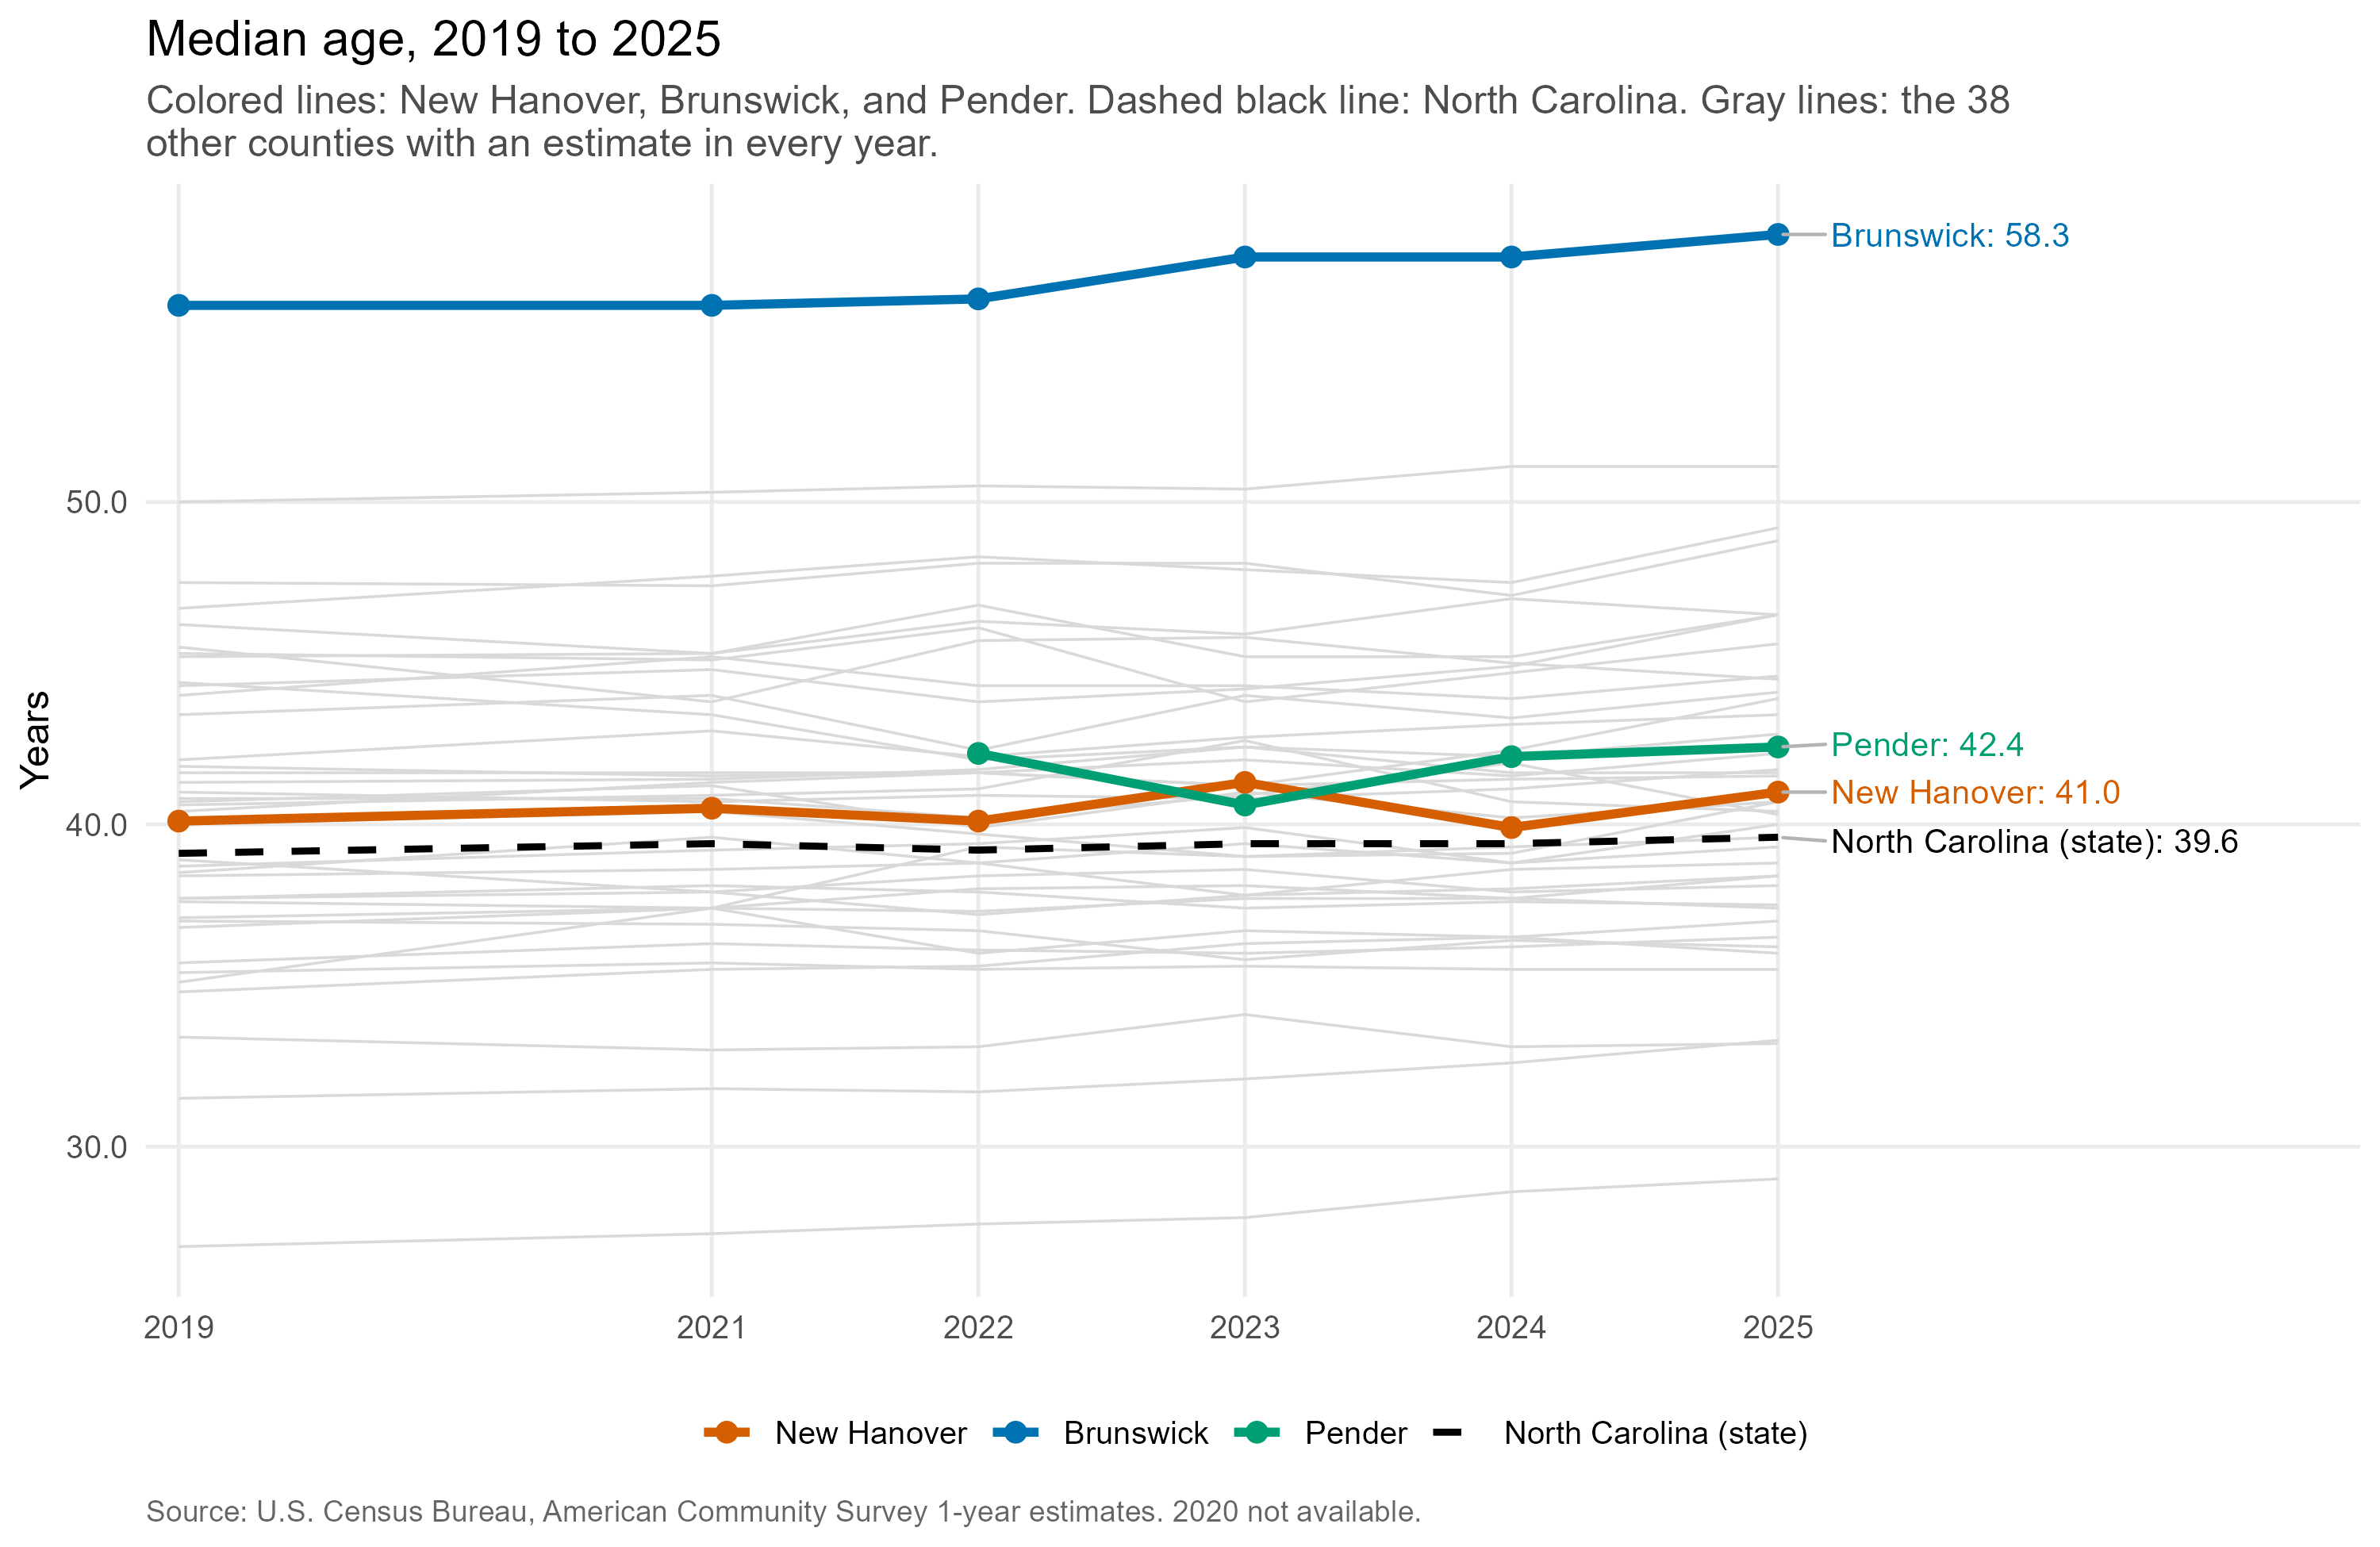 Median age, 2019 to 2025
Colored lines: New Hanover, Brunswick, and Pender. Dashed black line: North Carolina. Gray lines: the 38
other counties with an estimate in every year.
Years
50.0
40.0
30.0
Brunswick: 58.3
Pender: 42.4
New Hanover: 41.0
North Carolina (state): 39.6
2019 2021 2022 2023 2024 2025
New Hanover Brunswick Pender North Carolina (state)
Source: U.S. Census Bureau, American Community Survey 1-year estimates. 2020 not available.